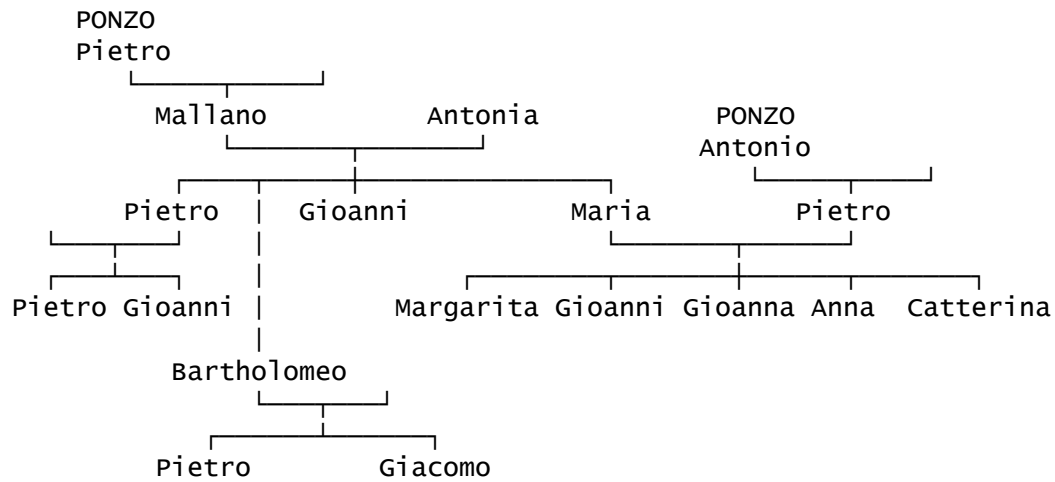 PONZO
Pietro
Mallano Antonia PONZO
Antonio
Pietro Gioanni Maria Pietro
Pietro Gioanni Margarita Gioanni Gioanna Anna Catterina
Bartholomeo
Pietro Giacomo